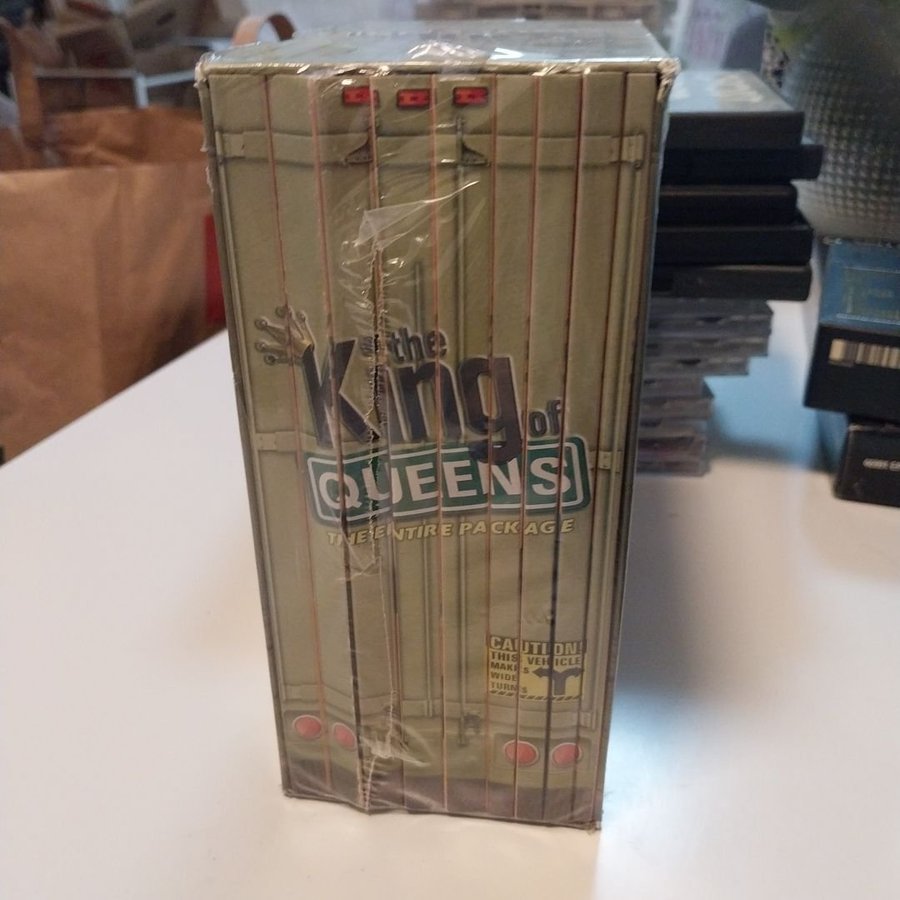 the
King of
QUEENS
THE ENTIRE PACKAGE
CAUTION!
THIS VEHICLE
MAKES
WIDE
TURNS